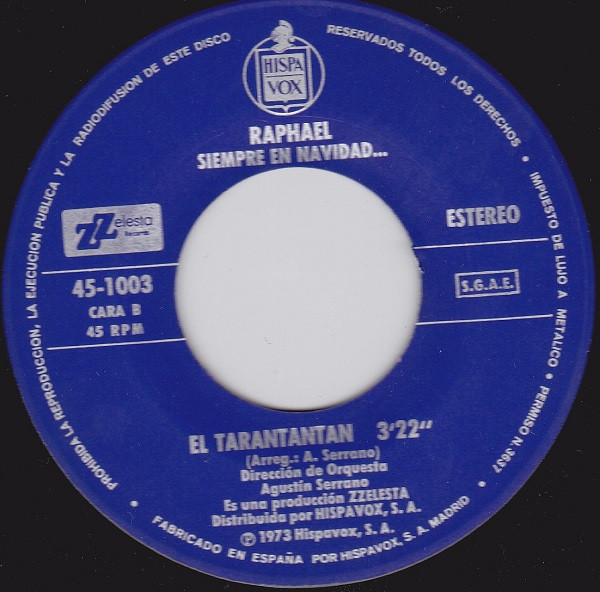 PROHIBIDA LA REPRODUCCION, LA EJECUCION PUBLICA Y LA RADIODIFUSION DE ESTE DISCO
RESERVADOS TODOS LOS DERECHOS • IMPUESTO DE LUJO A METALICO • PERMISO N. 3637 •
HISPA
VOX
RAPHAEL
SIEMPRE EN NAVIDAD...
ZZelesta
Records
ESTEREO
45-1003
CARA B
45 RPM
S.G.A.E.
EL TARANTANTAN 3'22"
(Arreg.: A. Serrano)
Dirección de Orquesta
Agustín Serrano
Es una producción ZZELESTA
Distribuida por HISPAVOX, S. A.
℗ 1973 Hispavox, S. A.
• FABRICADO EN ESPAÑA POR HISPAVOX, S. A. MADRID